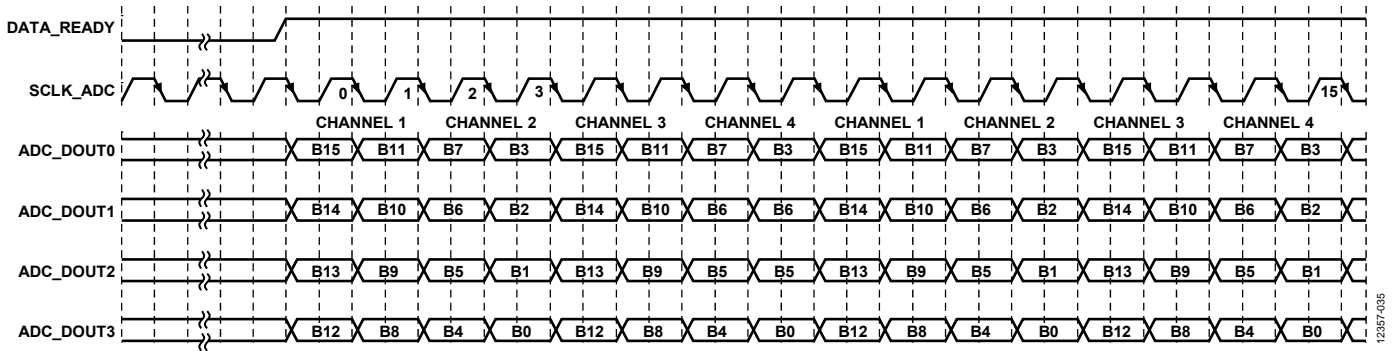 DATA_READY
SCLK_ADC
0 1 2 3 15
CHANNEL 1 CHANNEL 2 CHANNEL 3 CHANNEL 4 CHANNEL 1 CHANNEL 2 CHANNEL 3 CHANNEL 4
ADC_DOUT0 B15 B11 B7 B3 B15 B11 B7 B3 B15 B11 B7 B3 B15 B11 B7 B3
ADC_DOUT1 B14 B10 B6 B2 B14 B10 B6 B6 B14 B10 B6 B2 B14 B10 B6 B2
ADC_DOUT2 B13 B9 B5 B1 B13 B9 B5 B5 B13 B9 B5 B1 B13 B9 B5 B1
ADC_DOUT3 B12 B8 B4 B0 B12 B8 B4 B0 B12 B8 B4 B0 B12 B8 B4 B0
12357-035